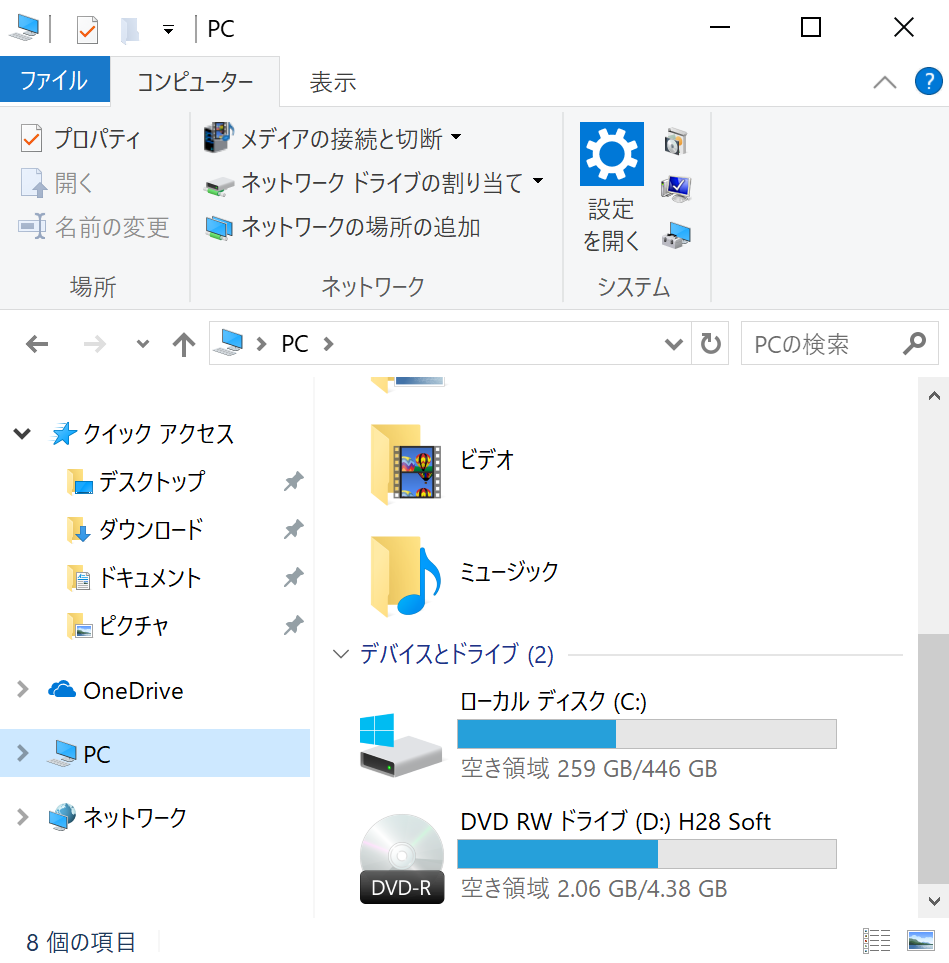 PC
ファイル
コンピューター
表示
?
プロパティ
開く
名前の変更
場所
メディアの接続と切断
ネットワーク ドライブの割り当て
ネットワークの場所の追加
ネットワーク
設定
を開く
システム
PC
PCの検索
クイック アクセス
デスクトップ
ダウンロード
ドキュメント
ピクチャ
OneDrive
PC
ネットワーク
ビデオ
ミュージック
デバイスとドライブ (2)
ローカル ディスク (C:)
空き領域 259 GB/446 GB
DVD RW ドライブ (D:) H28 Soft
DVD-R
空き領域 2.06 GB/4.38 GB
8 個の項目